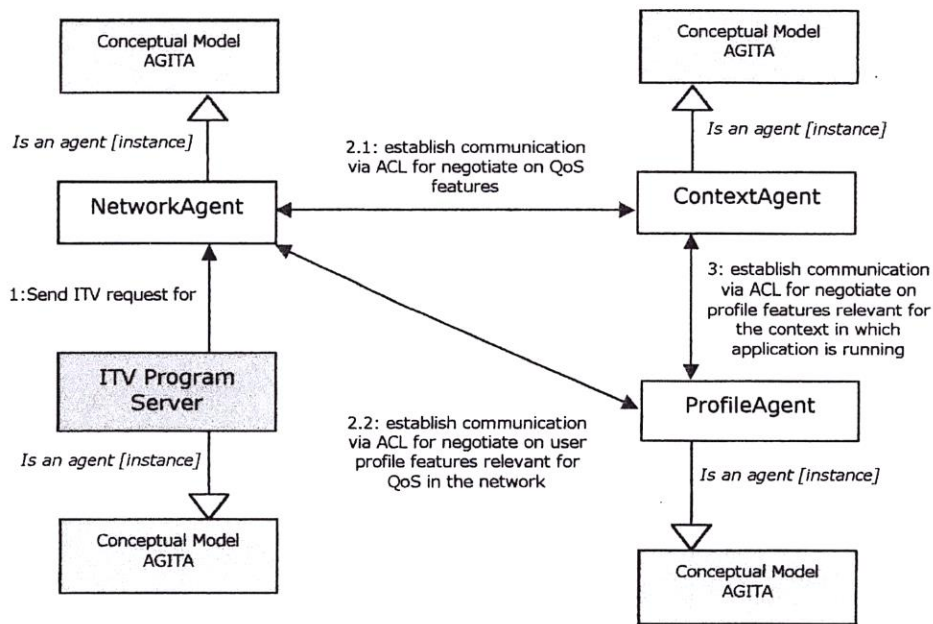 Conceptual Model
AGITA
Conceptual Model
AGITA
Is an agent [instance]
Is an agent [instance]
2.1: establish communication
via ACL for negotiate on QoS
features
NetworkAgent
ContextAgent
1:Send ITV request for
3: establish communication
via ACL for negotiate on
profile features relevant for
the context in which
application is running
ITV Program
Server
ProfileAgent
2.2: establish communication
via ACL for negotiate on user
profile features relevant for
QoS in the network
Is an agent [instance]
Is an agent [instance]
Conceptual Model
AGITA
Conceptual Model
AGITA